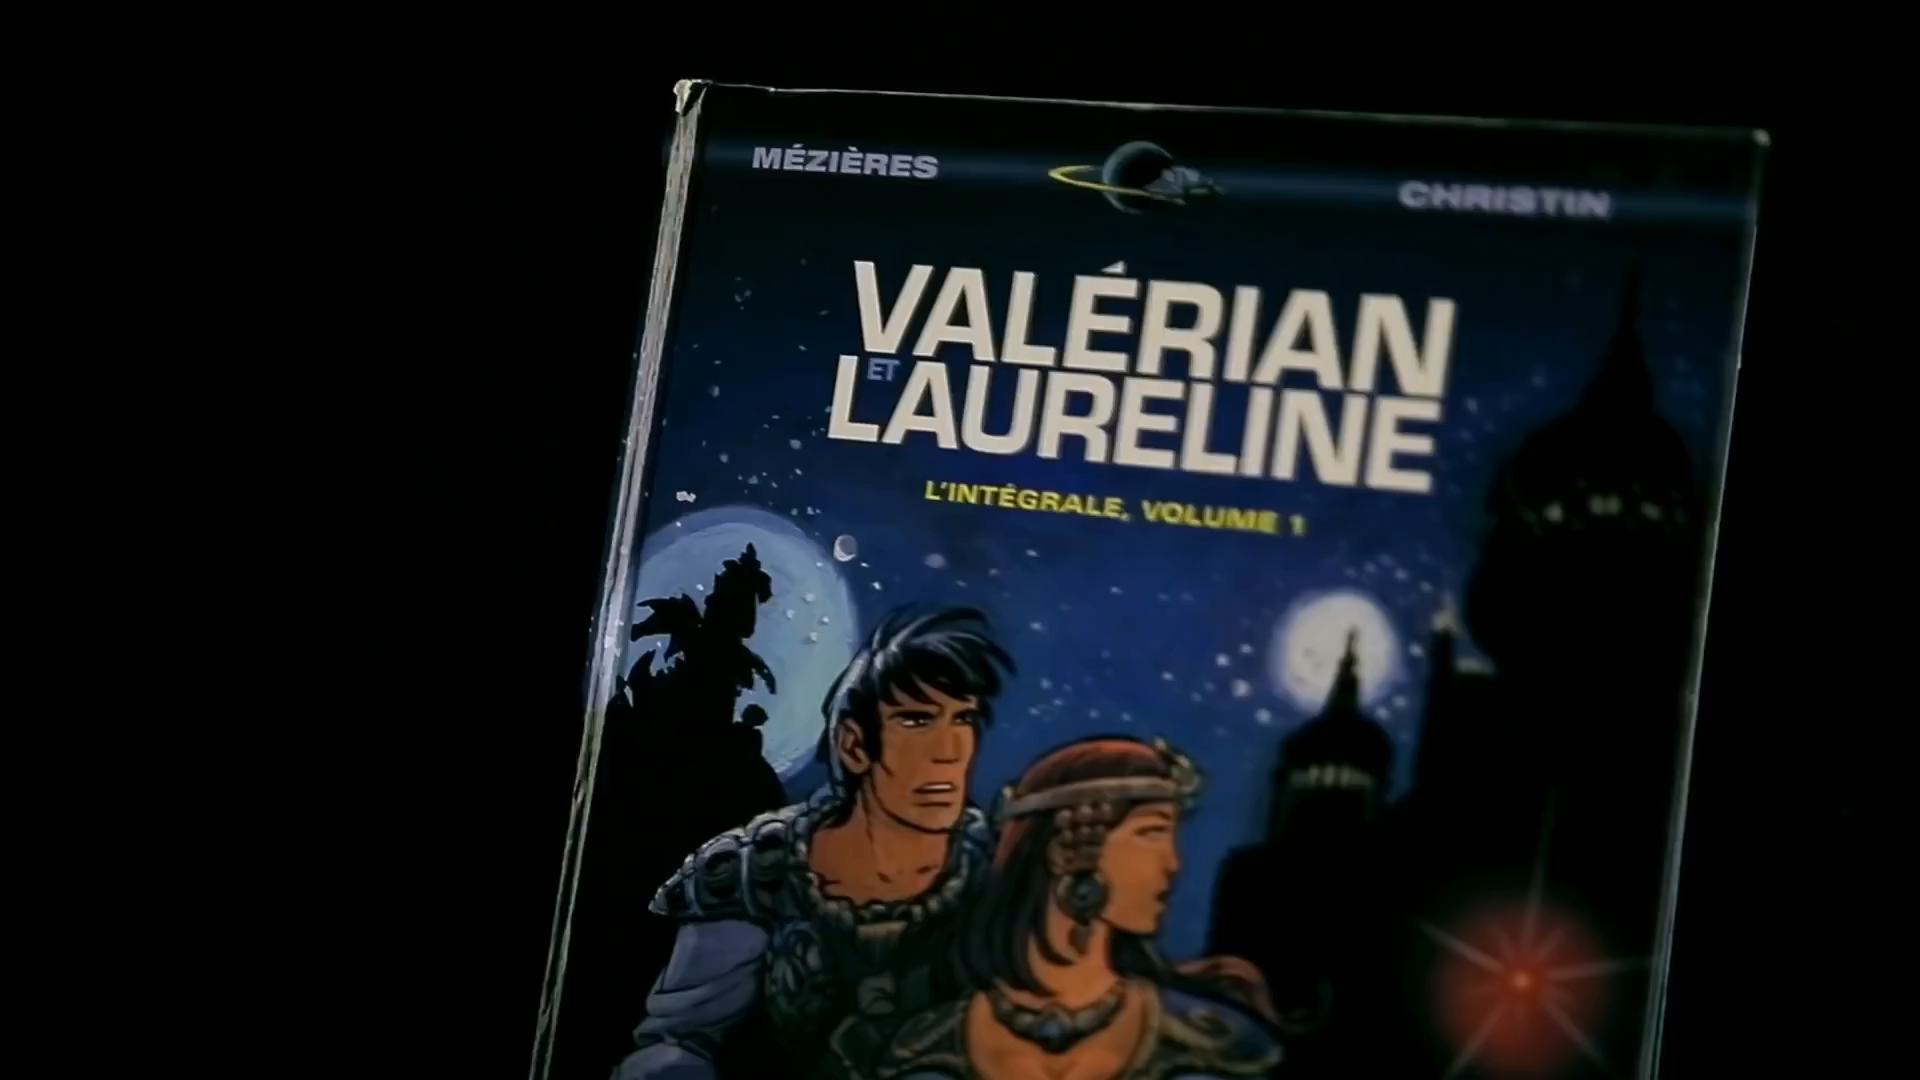 MÉZIÈRES
CHRISTIN
VALÉRIAN
ET
LAURELINE
L'INTÉGRALE, VOLUME 1